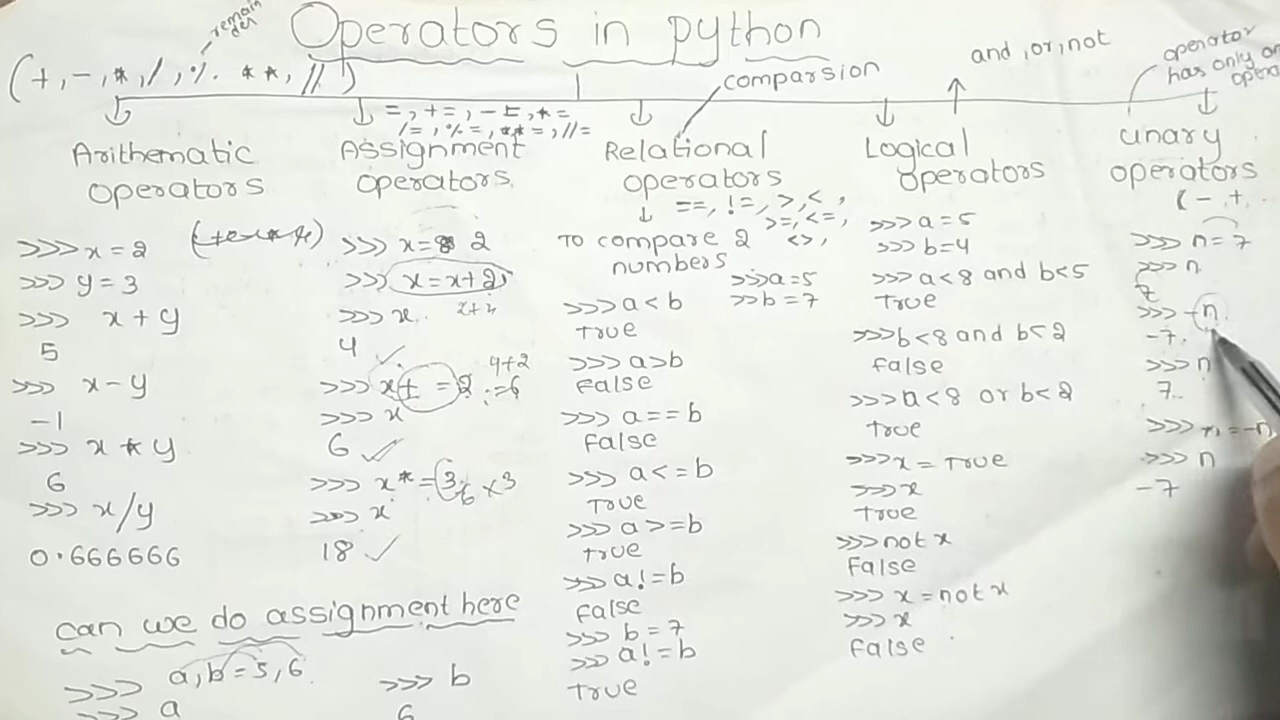 Operators in python
remain
der
(+, -, *, /, %, **, //)
Arithematic
operators
>>> x = 2
>>> y = 3
>>> x + y
5
>>> x - y
-1
>>> x * y
6
>>> x/y
0.666666
=, +=, -=, *=
/=, %=, **=, //=
Assignment
operators
>>> x = 2
>>> x = x+2
>>> x
4
>>> x+ = 2
4+2
=6
>>> x
6
>>> x* = 3
6 x 3
>>> x
18
comparsion
Relational
operators
==, !=, >, <,
>=, <=,
<>,
To compare 2
numbers
>>> a = 5
>>> b = 7
>>> a < b
True
>>> a>b
False
>>> a == b
False
>>> a <= b
True
>>> a >= b
True
>>> a! = b
False
>>> b = 7
>>> a! = b
True
and, or, not
Logical
operators
>>> a = 5
>>> b = 4
>>> a < 8 and b < 5
True
>>> b < 8 and b < 2
False
>>> a < 8 or b < 2
True
>>> x = True
>>> x
True
>>> not x
False
>>> x = not x
>>> x
False
operator
has only
unary
operators
(-, +,
>>> n = 7
>>> n
7
>>> -n
-7
>>> n
7
>>> n = -n
>>> n
-7
can we do assignment here
>>> a, b = 5, 6
>>> a
>>> b
6